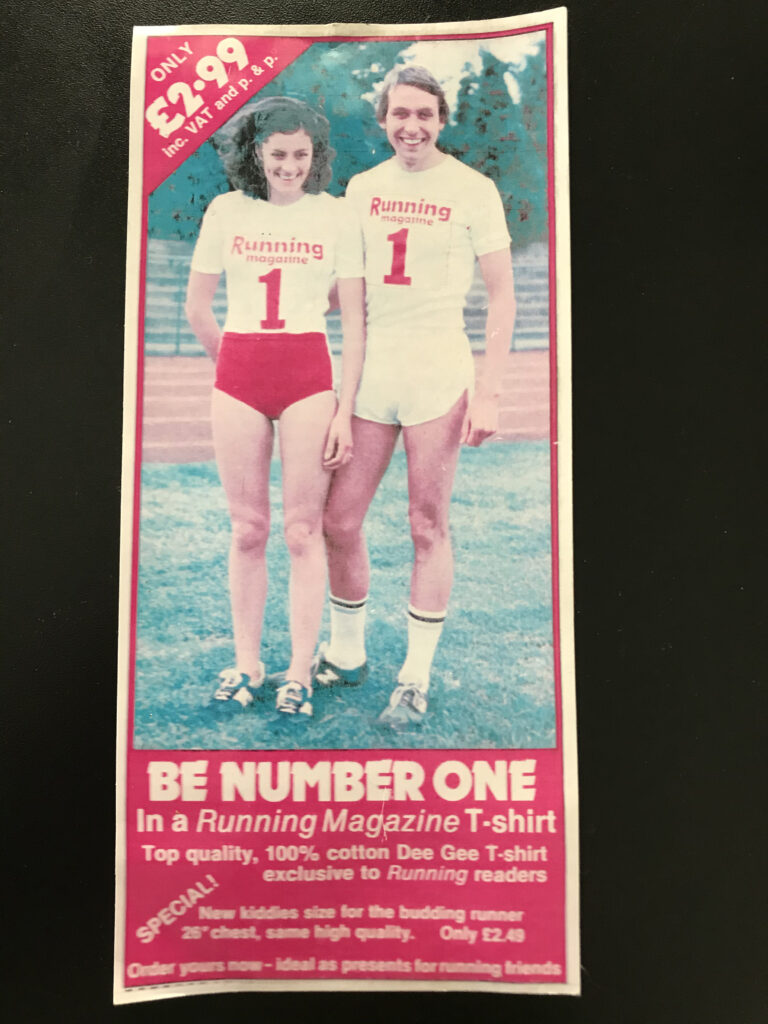 ONLY
£2·99
inc. VAT and p. & p.
Running
magazine
1
Running
magazine
1
BE NUMBER ONE
In a Running Magazine T-shirt
Top quality, 100% cotton Dee Gee T-shirt
exclusive to Running readers
SPECIAL!
New kiddies size for the budding runner
26" chest, same high quality. Only £2.49
Order yours now – ideal as presents for running friends